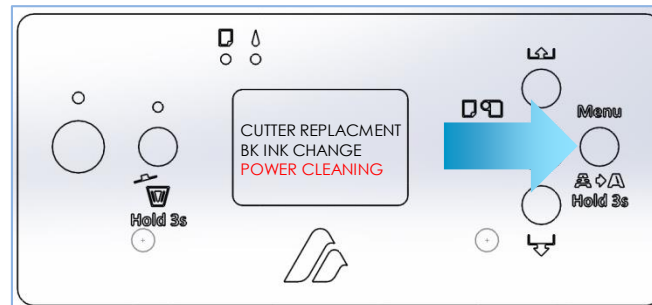 CUTTER REPLACMENT
BK INK CHANGE
POWER CLEANING
Menu
Hold 3s
Hold 3s